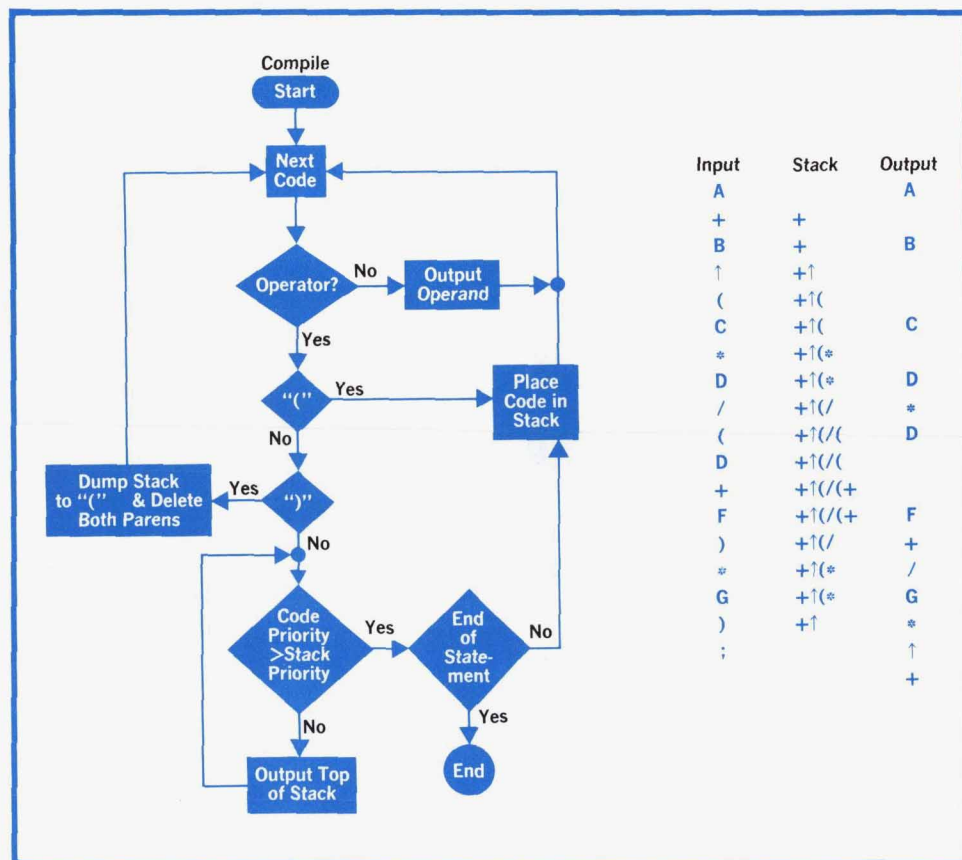 Compile
Start
Next
Code
Operator?
No
Output
Operand
Yes
“(”
Yes
Place
Code in
Stack
No
Dump Stack
to “(” & Delete
Both Parens
Yes
“)”
No
Code
Priority
>Stack
Priority
Yes
End
of
State-
ment
No
No
Yes
Output Top
of Stack
End
Input Stack Output
A A
+ +
B + B
↑ +↑
( +↑(
C +↑( C
* +↑(*
D +↑(* D
/ +↑(/ *
( +↑(/( D
D +↑(/(
+ +↑(/(+
F +↑(/(+ F
) +↑(/ +
* +↑(* /
G +↑(* G
) +↑ *
; ↑
+